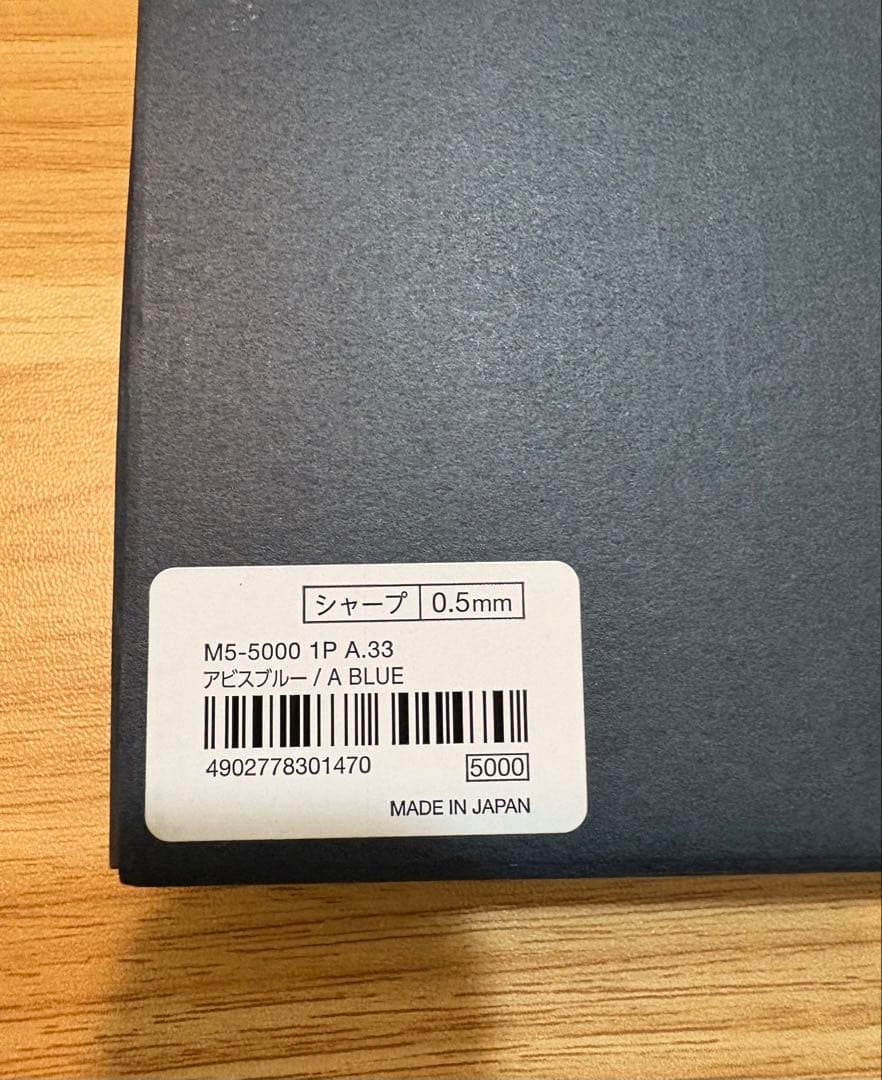 シャープ 0.5mm
M5-5000 1P A.33
アビスブルー / A BLUE
4902778301470 5000
MADE IN JAPAN